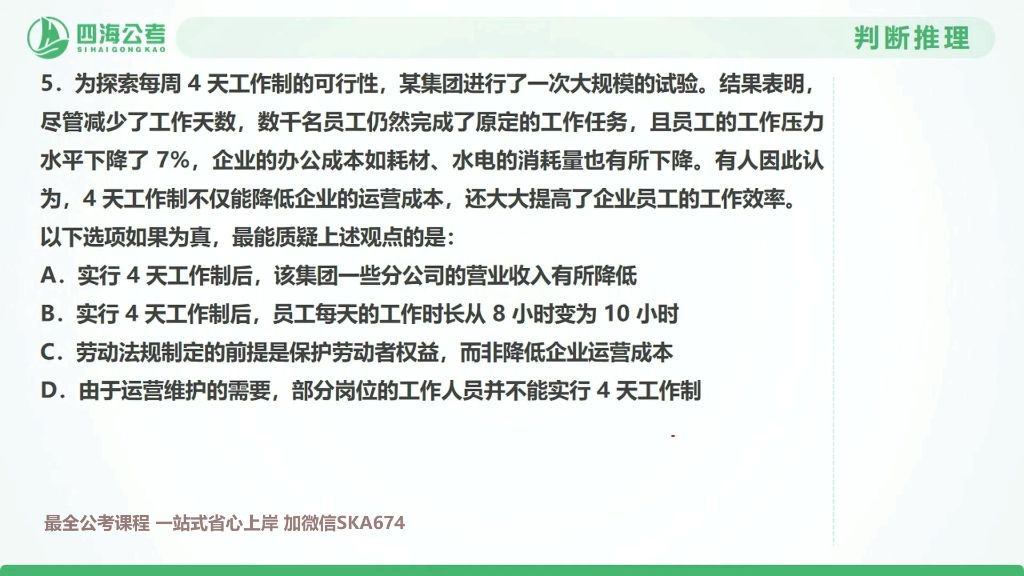 四海公考
SIHAIGONGKAO
判断推理
5．为探索每周 4 天工作制的可行性，某集团进行了一次大规模的试验。结果表明，
尽管减少了工作天数，数千名员工仍然完成了原定的工作任务，且员工的工作压力
水平下降了 7%，企业的办公成本如耗材、水电的消耗量也有所下降。有人因此认
为，4 天工作制不仅能降低企业的运营成本，还大大提高了企业员工的工作效率。
以下选项如果为真，最能质疑上述观点的是：
A．实行 4 天工作制后，该集团一些分公司的营业收入有所降低
B．实行 4 天工作制后，员工每天的工作时长从 8 小时变为 10 小时
C．劳动法规制定的前提是保护劳动者权益，而非降低企业运营成本
D．由于运营维护的需要，部分岗位的工作人员并不能实行 4 天工作制
最全公考课程 一站式省心上岸 加微信SKA674